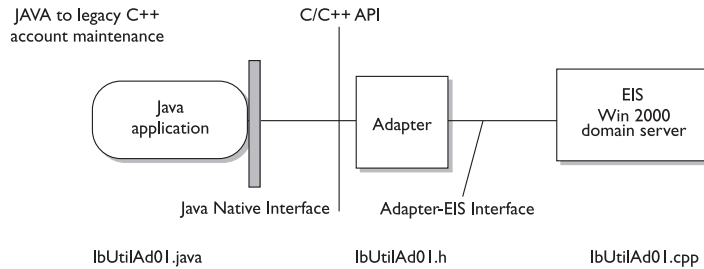 JAVA to legacy C++
account maintenance
C/C++ API
Java
application
Adapter
EIS
Win 2000
domain server
Java Native Interface
Adapter-EIS Interface
IbUtilAd01.java
IbUtilAd01.h
IbUtilAd01.cpp